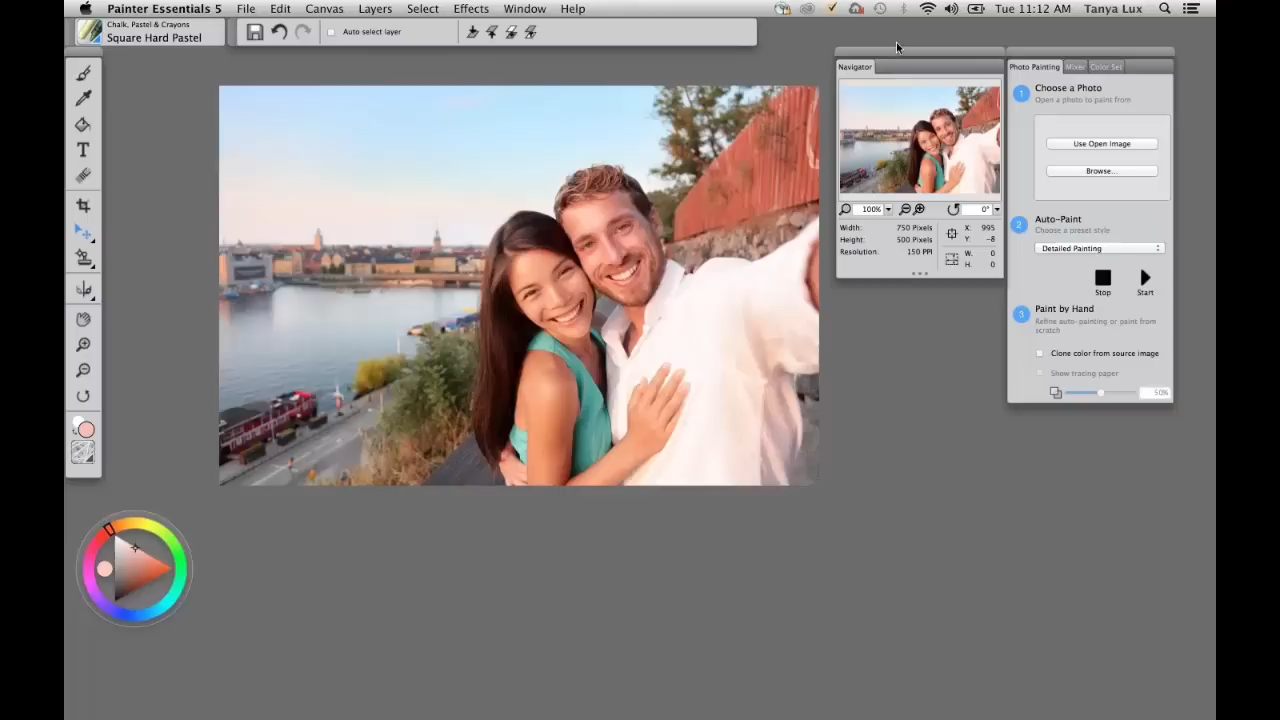 Painter Essentials 5 File Edit Canvas Layers Select Effects Window Help Tue 11:12 AM Tanya Lux
Chalk, Pastel & Crayons
Square Hard Pastel
Auto select layer
Navigator
100%
0°
Width: 750 Pixels
Height: 500 Pixels
Resolution: 150 PPI
X: 995
Y: -8
W: 0
H: 0
Photo Painting Mixer Color Set
1 Choose a Photo
Open a photo to paint from
Use Open Image
Browse...
2 Auto-Paint
Choose a preset style
Detailed Painting
Stop Start
3 Paint by Hand
Refine auto-painting or paint from
scratch
Clone color from source image
Show tracing paper
50%
T